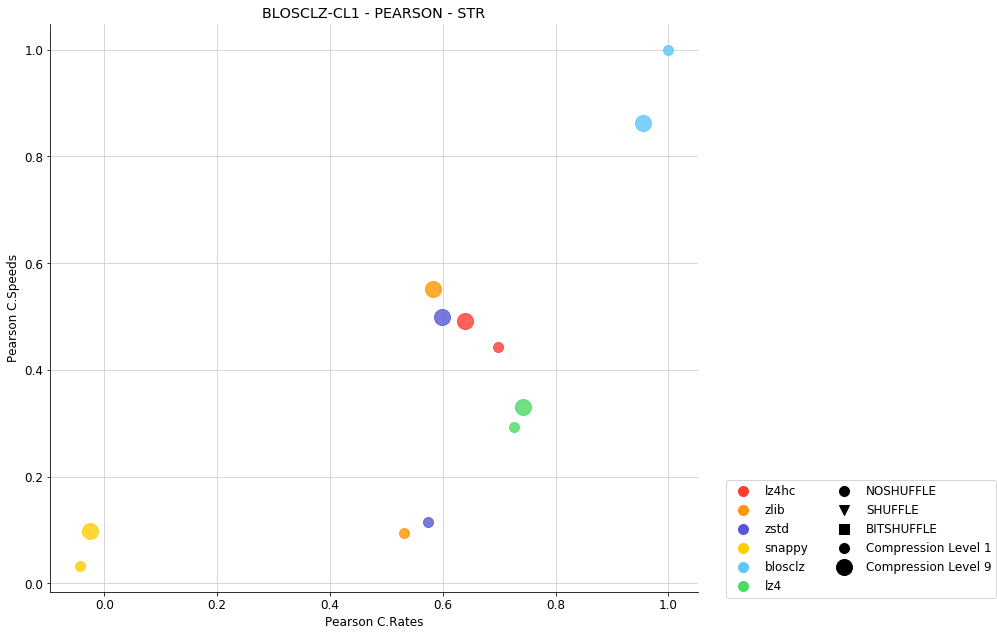 BLOSCLZ-CL1 - PEARSON - STR
Pearson C.Speeds
1.0
0.8
0.6
0.4
0.2
0.0
0.0
0.2
0.4
0.6
0.8
1.0
Pearson C.Rates
lz4hc
zlib
zstd
snappy
blosclz
lz4
NOSHUFFLE
SHUFFLE
BITSHUFFLE
Compression Level 1
Compression Level 9